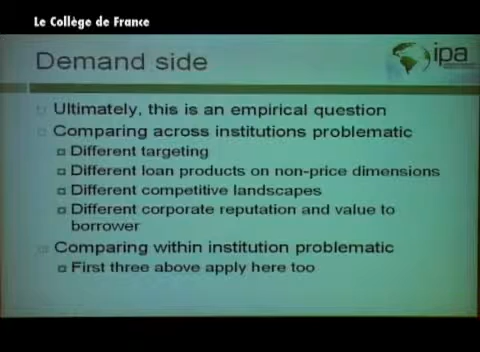 Le Collège de France
Demand side
ipa
Ultimately, this is an empirical question
Comparing across institutions problematic
Different targeting
Different loan products on non-price dimensions
Different competitive landscapes
Different corporate reputation and value to
borrower
Comparing within institution problematic
First three above apply here too